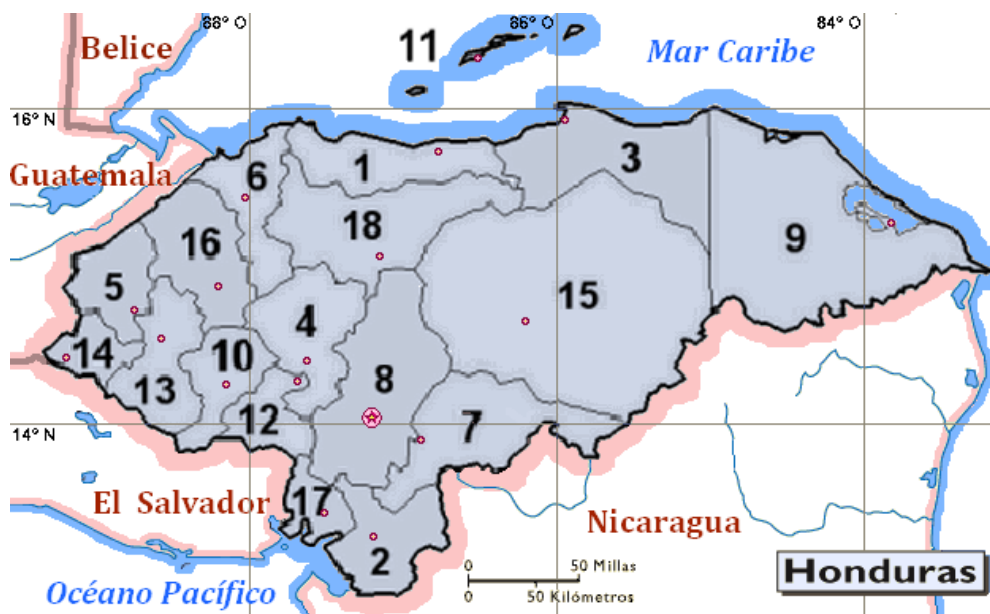 88° O
86° O
84° O
Belice
11
Mar Caribe
16° N
Guatemala
6
1
3
16
18
9
5
4
15
14
10
13
8
12
7
14° N
El Salvador
17
Nicaragua
2
0 50 Millas
0 50 Kilómetros
Honduras
Océano Pacífico